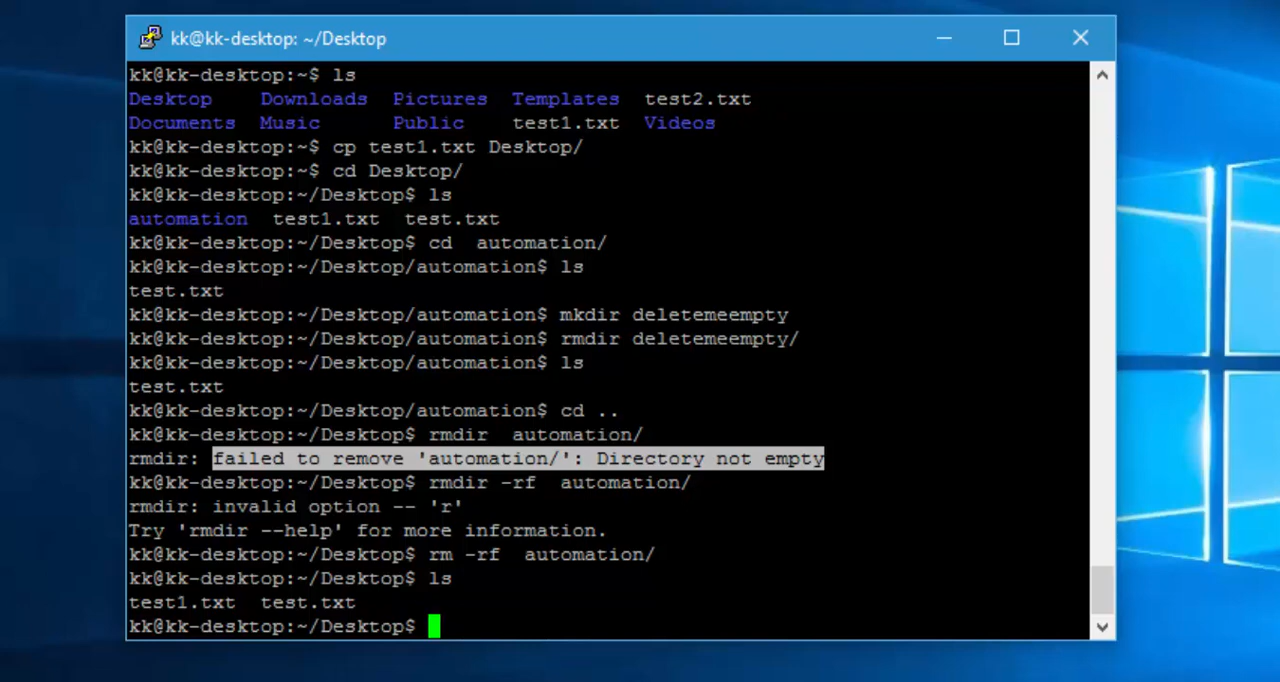 kk@kk-desktop: ~/Desktop
kk@kk-desktop:~$ ls
Desktop Downloads Pictures Templates test2.txt
Documents Music Public test1.txt Videos
kk@kk-desktop:~$ cp test1.txt Desktop/
kk@kk-desktop:~$ cd Desktop/
kk@kk-desktop:~/Desktop$ ls
automation test1.txt test.txt
kk@kk-desktop:~/Desktop$ cd automation/
kk@kk-desktop:~/Desktop/automation$ ls
test.txt
kk@kk-desktop:~/Desktop/automation$ mkdir deletemeempty
kk@kk-desktop:~/Desktop/automation$ rmdir deletemeempty/
kk@kk-desktop:~/Desktop/automation$ ls
test.txt
kk@kk-desktop:~/Desktop/automation$ cd ..
kk@kk-desktop:~/Desktop$ rmdir automation/
rmdir: failed to remove 'automation/': Directory not empty
kk@kk-desktop:~/Desktop$ rmdir -rf automation/
rmdir: invalid option -- 'r'
Try 'rmdir --help' for more information.
kk@kk-desktop:~/Desktop$ rm -rf automation/
kk@kk-desktop:~/Desktop$ ls
test1.txt test.txt
kk@kk-desktop:~/Desktop$